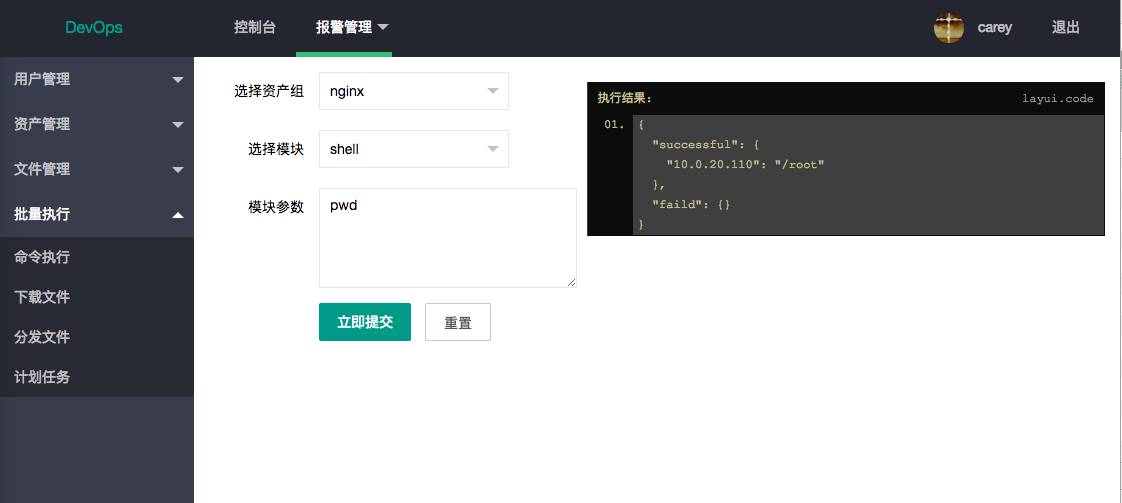 DevOps
控制台
报警管理
carey
退出
用户管理
资产管理
文件管理
批量执行
命令执行
下载文件
分发文件
计划任务
选择资产组
nginx
选择模块
shell
模块参数
pwd
立即提交
重置
执行结果:
layui.code
01. {
"successful": {
"10.0.20.110": "/root"
},
"faild": {}
}